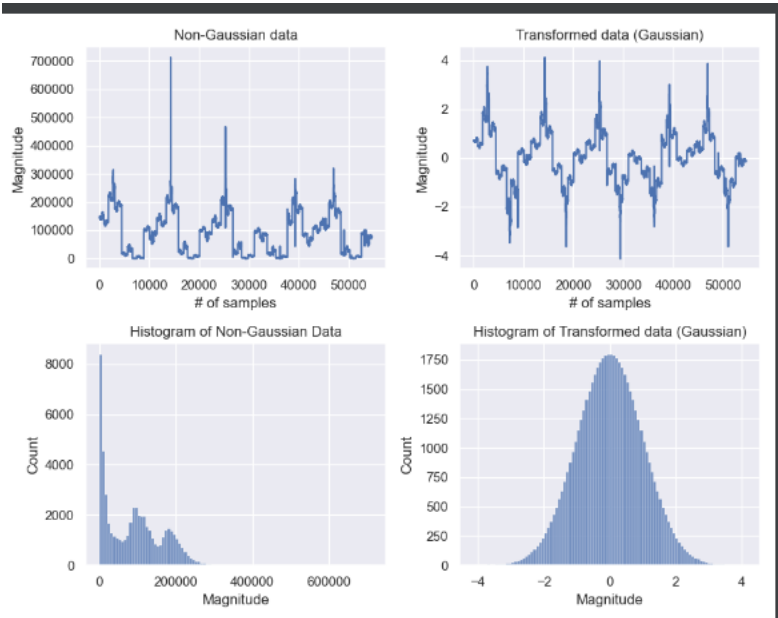 Non-Gaussian data
Magnitude
700000
600000
500000
400000
300000
200000
100000
0
0 10000 20000 30000 40000 50000
# of samples
Transformed data (Gaussian)
Magnitude
4
2
0
−2
−4
0 10000 20000 30000 40000 50000
# of samples
Histogram of Non-Gaussian Data
Count
8000
6000
4000
2000
0
0 200000 400000 600000
Magnitude
Histogram of Transformed data (Gaussian)
Count
1750
1500
1250
1000
750
500
250
0
−4 −2 0 2 4
Magnitude